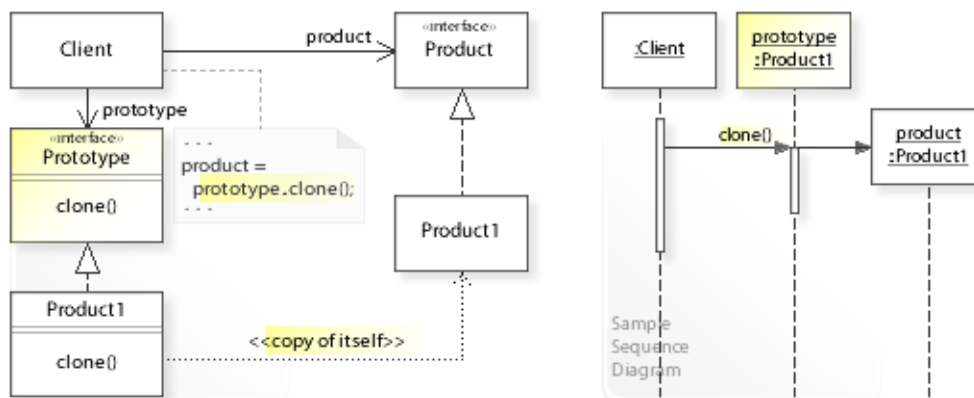 Client
product
«interface»
Product
prototype
«interface»
Prototype
clone()
- - -
product =
prototype.clone();
- - -
Product1
Product1
clone()
<<copy of itself>>
:Client
prototype
:Product1
clone()
product
:Product1
Sample
Sequence
Diagram